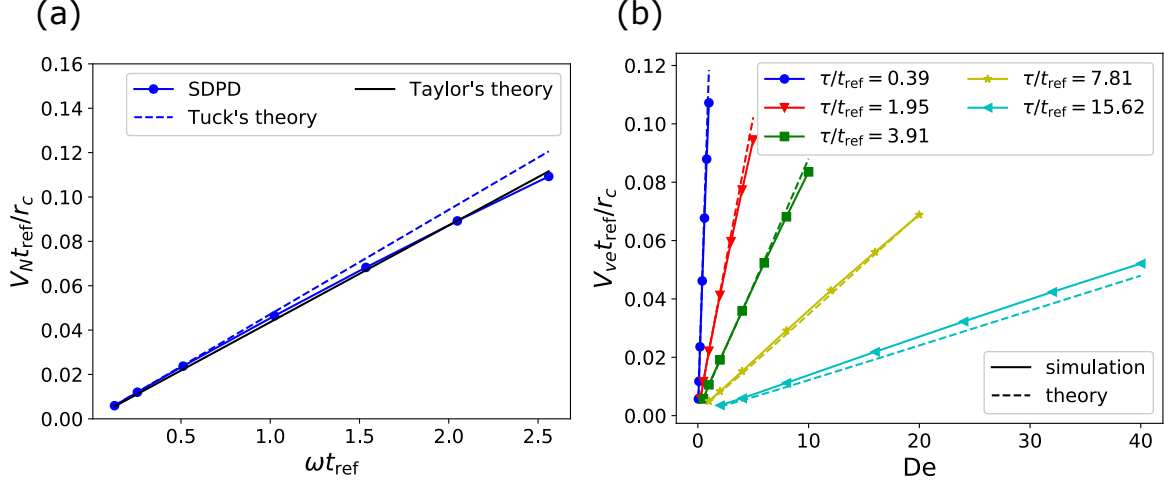 (a)
0.16
0.14
0.12
0.10
0.08
0.06
0.04
0.02
0.00
V_N t_ref/r_c
SDPD
Tuck's theory
Taylor's theory
0.5
1.0
1.5
2.0
2.5
ωt_ref
(b)
0.12
0.10
0.08
0.06
0.04
0.02
0.00
V_ve t_ref/r_c
τ/t_ref = 0.39
τ/t_ref = 1.95
τ/t_ref = 3.91
τ/t_ref = 7.81
τ/t_ref = 15.62
simulation
theory
0
10
20
30
40
De